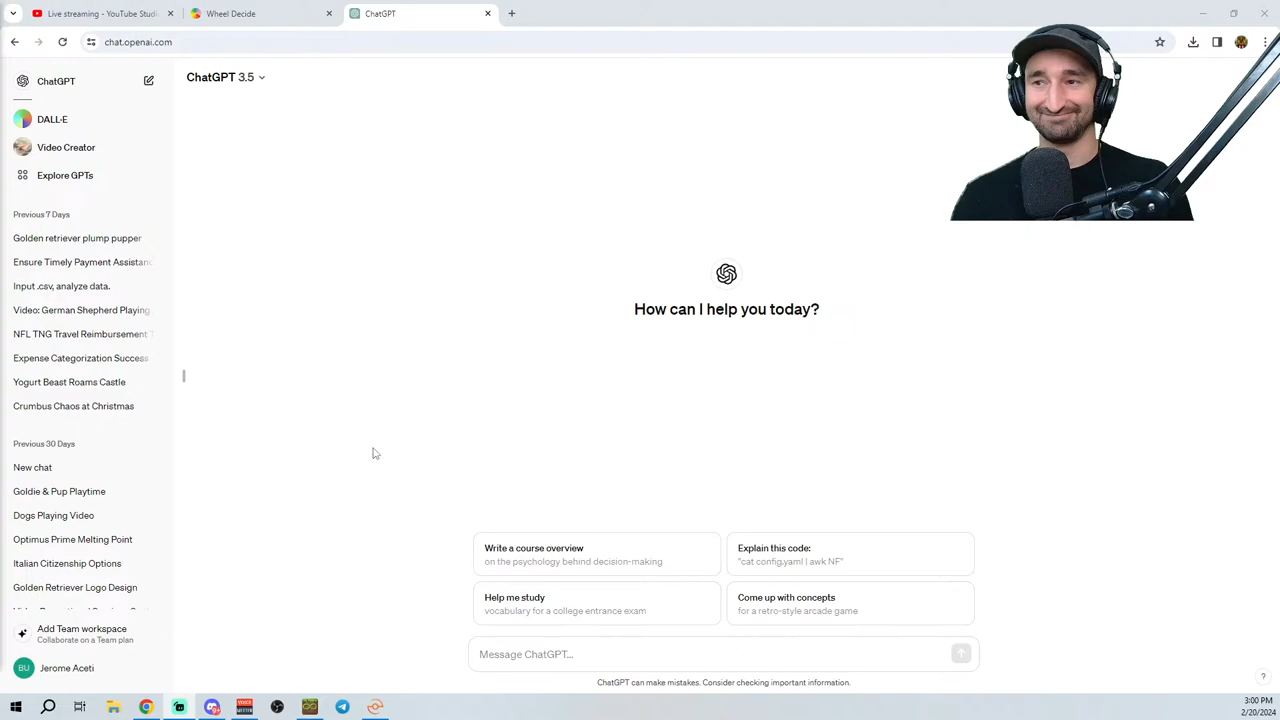 Live streaming - YouTube Studi
Wheel Decide
ChatGPT
chat.openai.com
ChatGPT
ChatGPT 3.5
DALL·E
Video Creator
Explore GPTs
Previous 7 Days
Golden retriever plump pupper
Ensure Timely Payment Assistanc
Input .csv, analyze data.
Video: German Shepherd Playing
NFL TNG Travel Reimbursement T
Expense Categorization Success
Yogurt Beast Roams Castle
Crumbus Chaos at Christmas
Previous 30 Days
New chat
Goldie & Pup Playtime
Dogs Playing Video
Optimus Prime Melting Point
Italian Citizenship Options
Golden Retriever Logo Design
Add Team workspace
Collaborate on a Team plan
BU
Jerome Aceti
How can I help you today?
Write a course overview
on the psychology behind decision-making
Explain this code:
"cat config.yaml | awk NF"
Help me study
vocabulary for a college entrance exam
Come up with concepts
for a retro-style arcade game
Message ChatGPT...
ChatGPT can make mistakes. Consider checking important information.
?
3:00 PM
2/20/2024